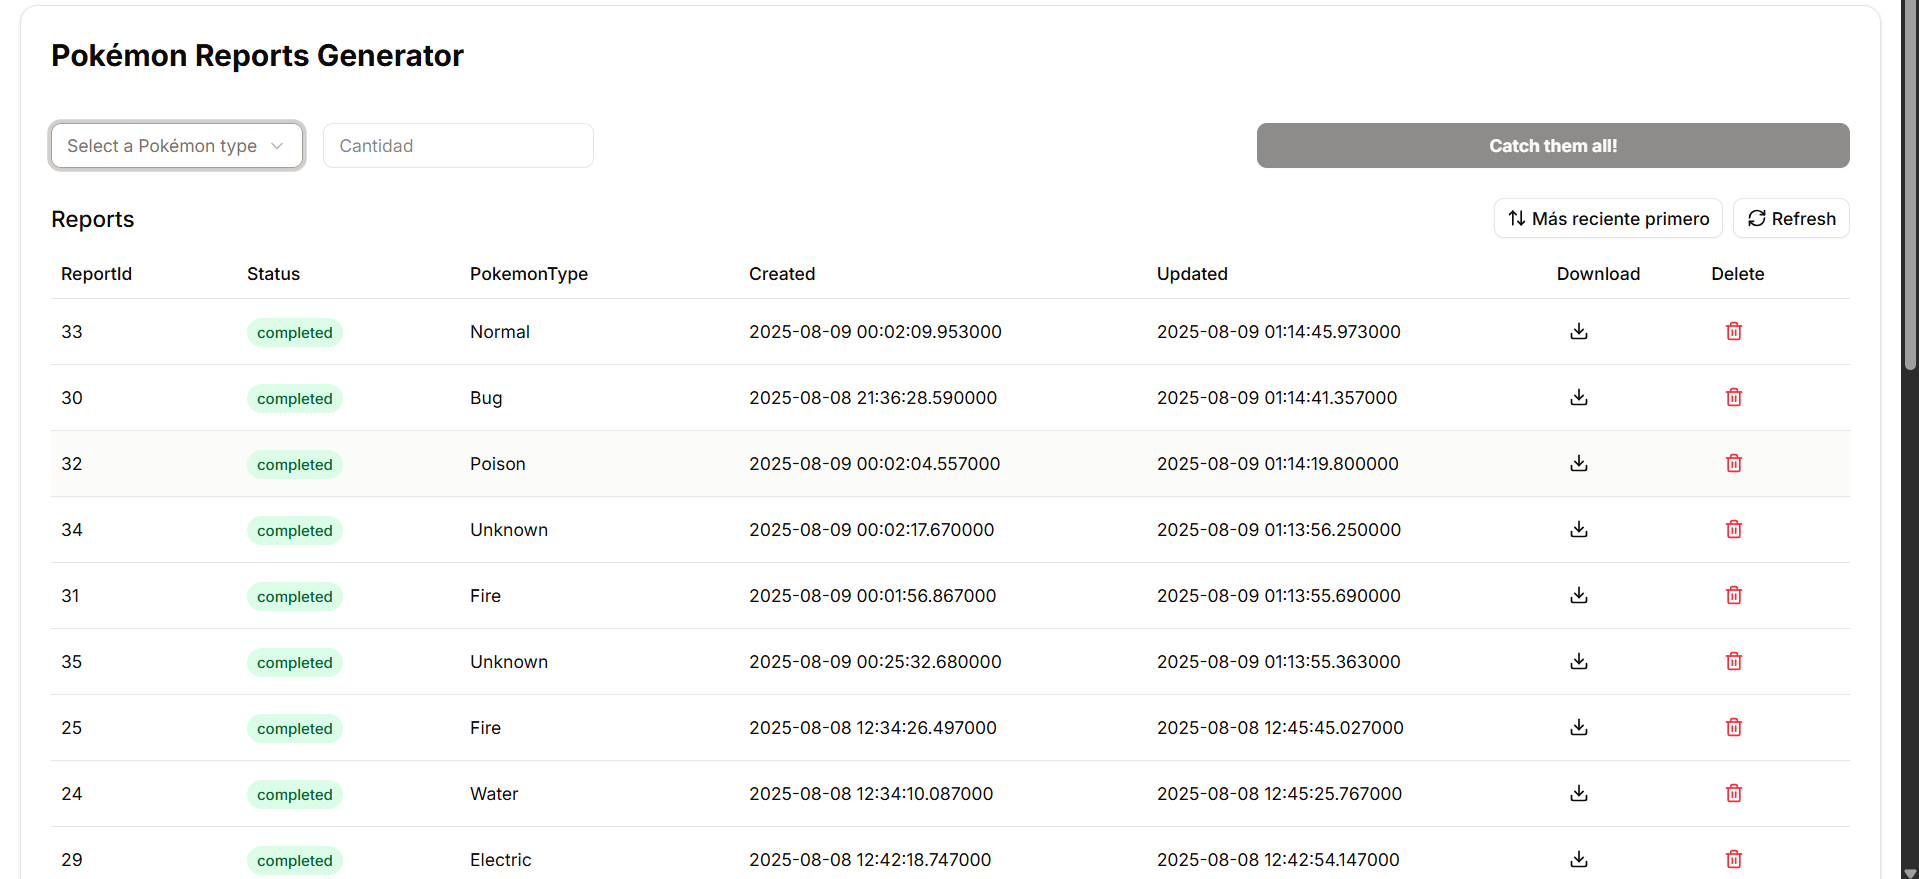 Pokémon Reports Generator
Select a Pokémon type Cantidad Catch them all!
Reports Más reciente primero Refresh
ReportId Status PokemonType Created Updated Download Delete
33 completed Normal 2025-08-09 00:02:09.953000 2025-08-09 01:14:45.973000
30 completed Bug 2025-08-08 21:36:28.590000 2025-08-09 01:14:41.357000
32 completed Poison 2025-08-09 00:02:04.557000 2025-08-09 01:14:19.800000
34 completed Unknown 2025-08-09 00:02:17.670000 2025-08-09 01:13:56.250000
31 completed Fire 2025-08-09 00:01:56.867000 2025-08-09 01:13:55.690000
35 completed Unknown 2025-08-09 00:25:32.680000 2025-08-09 01:13:55.363000
25 completed Fire 2025-08-08 12:34:26.497000 2025-08-08 12:45:45.027000
24 completed Water 2025-08-08 12:34:10.087000 2025-08-08 12:45:25.767000
29 completed Electric 2025-08-08 12:42:18.747000 2025-08-08 12:42:54.147000